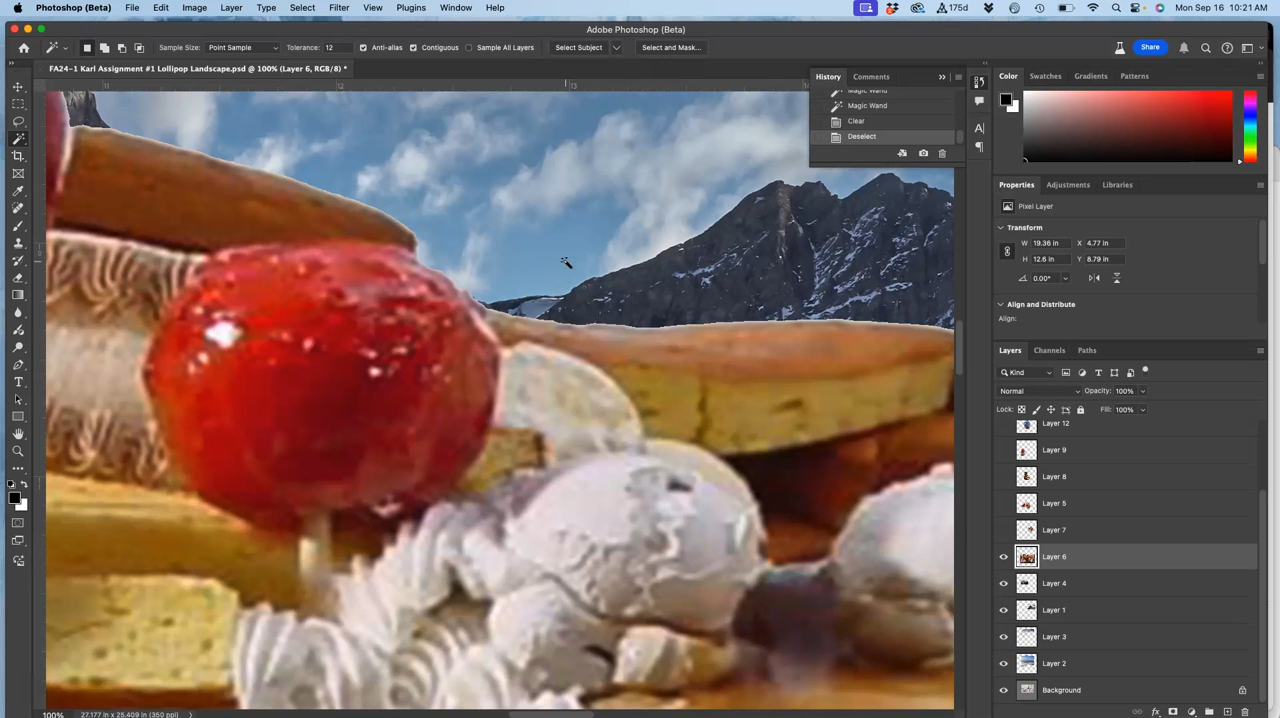 Photoshop (Beta) File Edit Image Layer Type Select Filter View Plugins Window Help 175d Mon Sep 16 10:21 AM
Adobe Photoshop (Beta)
Sample Size: Point Sample Tolerance: 12 Anti-alias Contiguous Sample All Layers Select Subject Select and Mask... Share
FA24-1 Karl Assignment #1 Lollipop Landscape.psd @ 100% (Layer 6, RGB/8) *
History Comments
Color Swatches Gradients Patterns
11 12 13
Magic Wand
Magic Wand
Clear
Deselect
Properties Adjustments Libraries
Pixel Layer
Transform
W 19.36 in X 4.77 in
H 12.6 in Y 8.79 in
0.00°
Align and Distribute
Align:
Layers Channels Paths
Kind
Normal Opacity: 100%
Lock: Fill: 100%
Layer 12
Layer 9
Layer 8
Layer 5
Layer 7
Layer 6
Layer 4
Layer 1
Layer 3
Layer 2
Background
100% 27.177 in x 25.409 in (350 ppi)